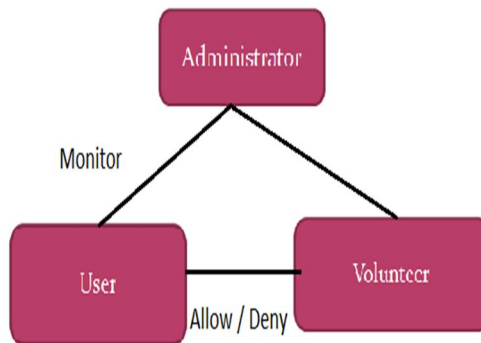 Administrator
Monitor
User
Volunteer
Allow / Deny